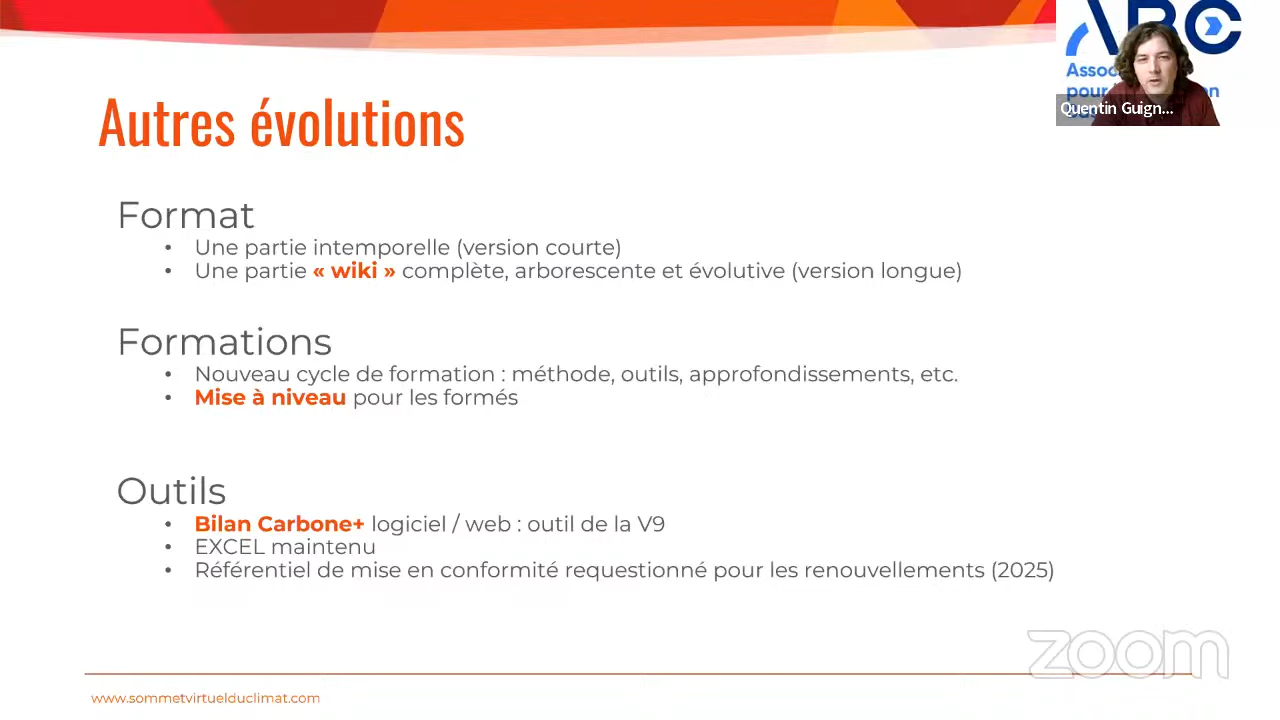 ABC
Quentin Guign...
Autres évolutions
Format
• Une partie intemporelle (version courte)
• Une partie « wiki » complète, arborescente et évolutive (version longue)
Formations
• Nouveau cycle de formation : méthode, outils, approfondissements, etc.
• Mise à niveau pour les formés
Outils
• Bilan Carbone+ logiciel / web : outil de la V9
• EXCEL maintenu
• Référentiel de mise en conformité requestionné pour les renouvellements (2025)
zoom
www.sommetvirtuelduclimat.com